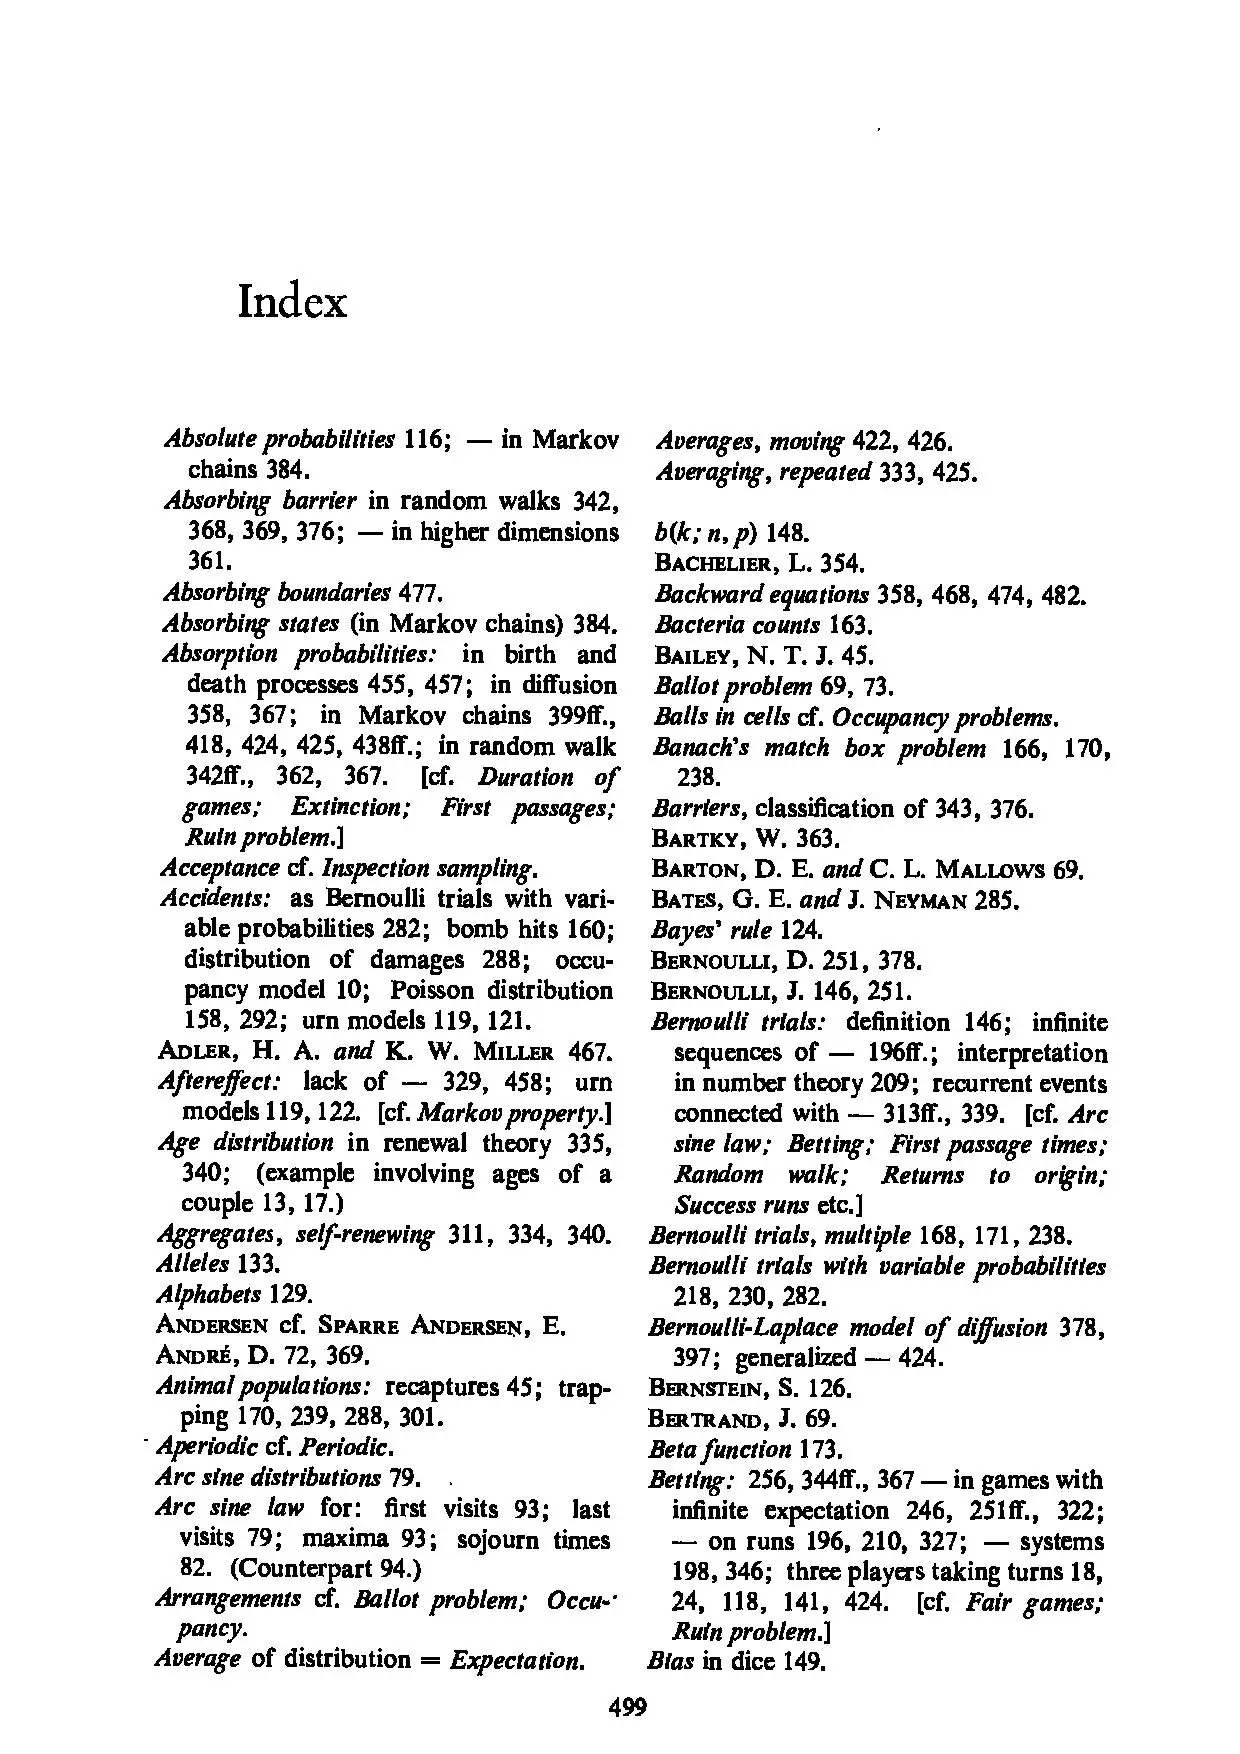 Index
Absolute probabilities 116; — in Markov
chains 384.
Absorbing barrier in random walks 342,
368, 369, 376; — in higher dimensions
361.
Absorbing boundaries 477.
Absorbing states (in Markov chains) 384.
Absorption probabilities: in birth and
death processes 455, 457; in diffusion
358, 367; in Markov chains 399ff.,
418, 424, 425, 438ff.; in random walk
342ff., 362, 367. [cf. Duration of
games; Extinction; First passages;
Ruin problem.]
Acceptance cf. Inspection sampling.
Accidents: as Bernoulli trials with vari-
able probabilities 282; bomb hits 160;
distribution of damages 288; occu-
pancy model 10; Poisson distribution
158, 292; urn models 119, 121.
ADLER, H. A. and K. W. MILLER 467.
Aftereffect: lack of — 329, 458; urn
models 119, 122. [cf. Markov property.]
Age distribution in renewal theory 335,
340; (example involving ages of a
couple 13, 17.)
Aggregates, self-renewing 311, 334, 340.
Alleles 133.
Alphabets 129.
ANDERSEN cf. SPARRE ANDERSEN, E.
ANDRÉ, D. 72, 369.
Animal populations: recaptures 45; trap-
ping 170, 239, 288, 301.
Aperiodic cf. Periodic.
Arc sine distributions 79.
Arc sine law for: first visits 93; last
visits 79; maxima 93; sojourn times
82. (Counterpart 94.)
Arrangements cf. Ballot problem; Occu-
pancy.
Average of distribution = Expectation.
Averages, moving 422, 426.
Averaging, repeated 333, 425.
b(k; n, p) 148.
BACHELIER, L. 354.
Backward equations 358, 468, 474, 482.
Bacteria counts 163.
BAILEY, N. T. J. 45.
Ballot problem 69, 73.
Balls in cells cf. Occupancy problems.
Banach's match box problem 166, 170,
238.
Barriers, classification of 343, 376.
BARTKY, W. 363.
BARTON, D. E. and C. L. MALLOWS 69.
BATES, G. E. and J. NEYMAN 285.
Bayes' rule 124.
BERNOULLI, D. 251, 378.
BERNOULLI, J. 146, 251.
Bernoulli trials: definition 146; infinite
sequences of — 196ff.; interpretation
in number theory 209; recurrent events
connected with — 313ff., 339. [cf. Arc
sine law; Betting; First passage times;
Random walk; Returns to origin;
Success runs etc.]
Bernoulli trials, multiple 168, 171, 238.
Bernoulli trials with variable probabilities
218, 230, 282.
Bernoulli-Laplace model of diffusion 378,
397; generalized — 424.
BERNSTEIN, S. 126.
BERTRAND, J. 69.
Beta function 173.
Betting: 256, 344ff., 367 — in games with
infinite expectation 246, 251ff., 322;
— on runs 196, 210, 327; — systems
198, 346; three players taking turns 18,
24, 118, 141, 424. [cf. Fair games;
Ruin problem.]
Bias in dice 149.
499